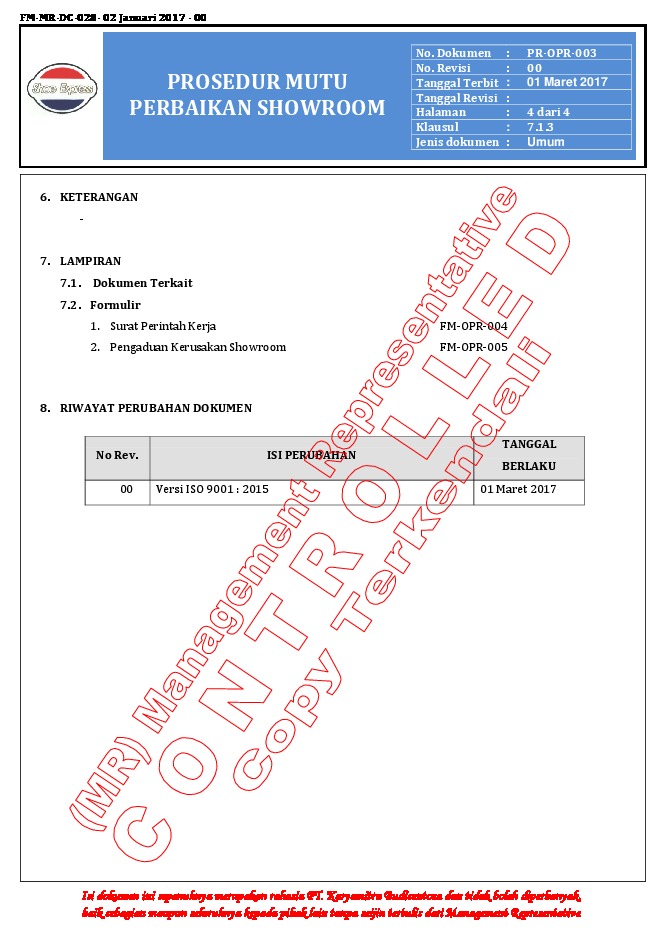 FM-MR-DC-028- 02 Januari 2017 - 00
Shoe Express
PROSEDUR MUTU
PERBAIKAN SHOWROOM
No. Dokumen : PR-OPR-003
No. Revisi : 00
Tanggal Terbit : 01 Maret 2017
Tanggal Revisi :
Halaman : 4 dari 4
Klausul : 7.1.3
Jenis dokumen : Umum
6. KETERANGAN
-
7. LAMPIRAN
7.1. Dokumen Terkait
7.2. Formulir
1. Surat Perintah Kerja FM-OPR-004
2. Pengaduan Kerusakan Showroom FM-OPR-005
8. RIWAYAT PERUBAHAN DOKUMEN
No Rev. ISI PERUBAHAN TANGGAL BERLAKU
00 Versi ISO 9001 : 2015 01 Maret 2017
(MR) Management Representative
CONTROLLED
Copy Terkendali
Isi dokumen ini sepenuhnya merupakan rahasia PT. Karyamitra Budisentosa dan tidak boleh diperbanyak,
baik sebagian maupun seluruhnya kepada pihak lain tanpa seijin tertulis dari Management Representative